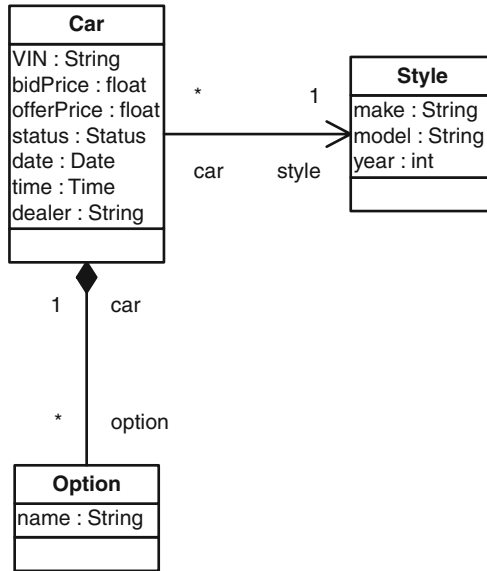 Car
VIN : String
bidPrice : float
offerPrice : float
status : Status
date : Date
time : Time
dealer : String
* 1
car style
Style
make : String
model : String
year : int
1 car
* option
Option
name : String